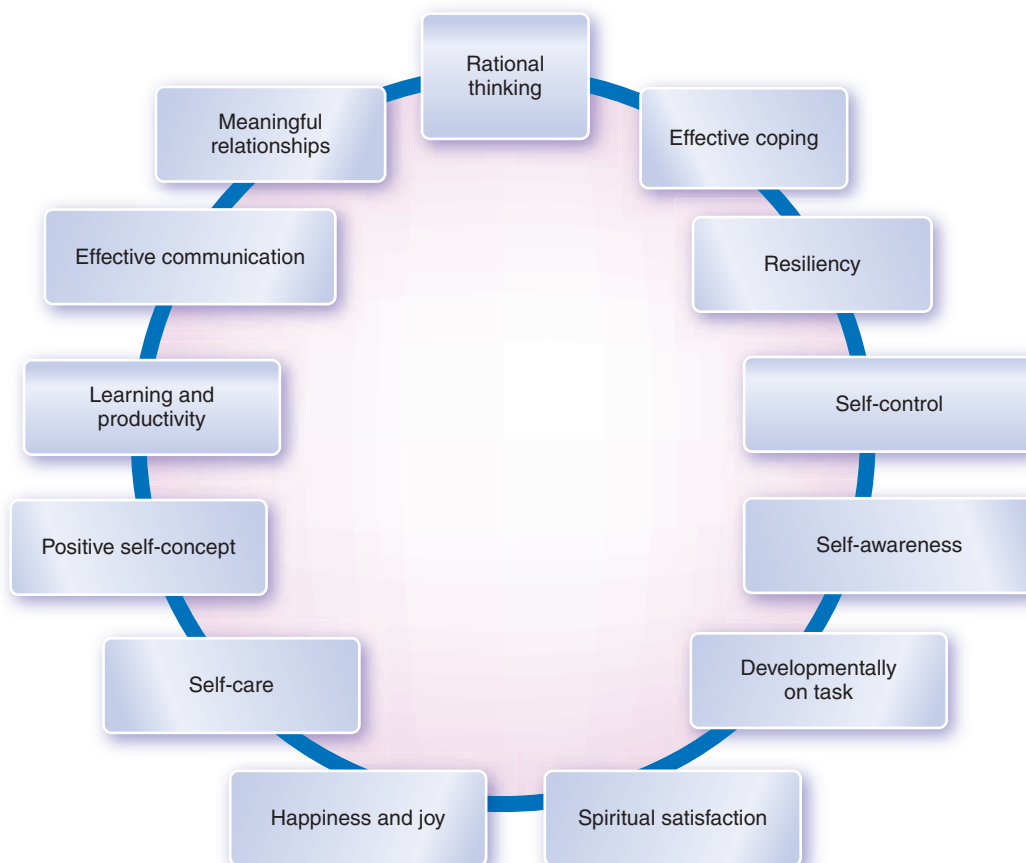 Rational
thinking
Effective coping
Resiliency
Self-control
Self-awareness
Developmentally
on task
Spiritual satisfaction
Happiness and joy
Self-care
Positive self-concept
Learning and
productivity
Effective communication
Meaningful
relationships